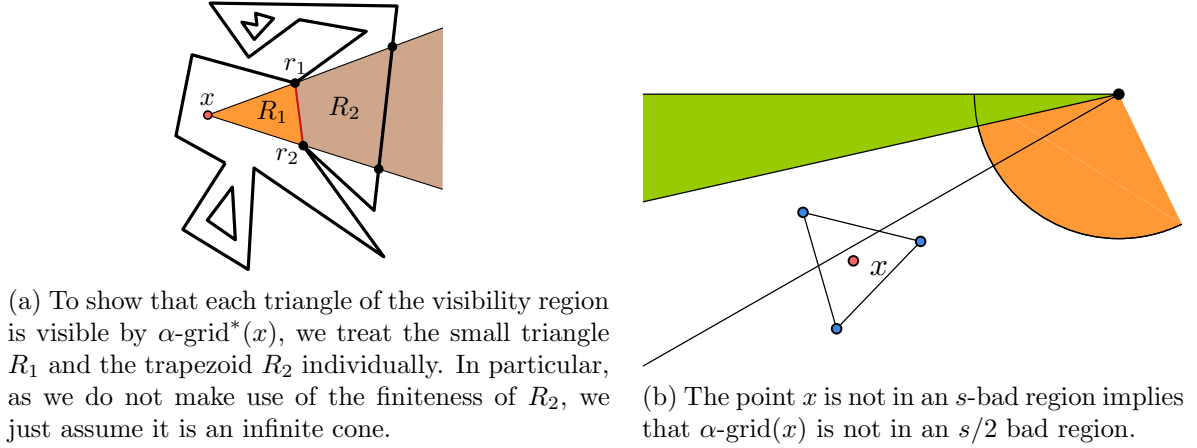 r₁
x
R₁
R₂
r₂
x
(a) To show that each triangle of the visibility region
is visible by α-grid*(x), we treat the small triangle
R₁ and the trapezoid R₂ individually. In particular,
as we do not make use of the finiteness of R₂, we
just assume it is an infinite cone.
(b) The point x is not in an s-bad region implies
that α-grid(x) is not in an s/2 bad region.